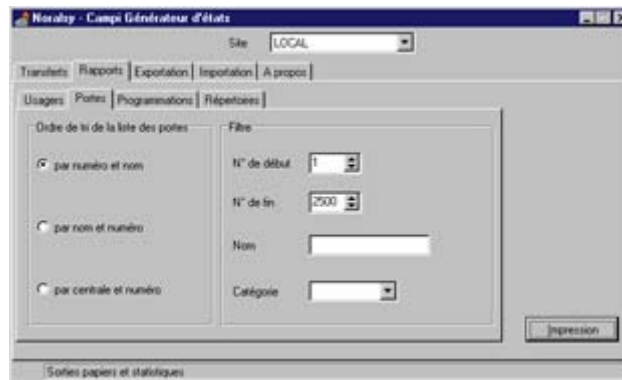 Noralsy - Campi Générateur d'états
Site LOCAL
Transferts Rapports Exportation Importation A propos
Usagers Portes Programmations Répertoires
Ordre de tri de la liste des portes
par numéro et nom
par nom et numéro
par centrale et numéro
Filtre
N° de début 1
N° de fin 2500
Nom
Catégorie
Impression
Sorties papiers et statistiques